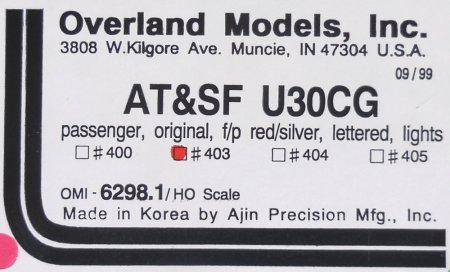 Overland Models, Inc.
3808 W.Kilgore Ave. Muncie, IN 47304 U.S.A.
09/99
AT&SF U30CG
passenger, original, f/p red/silver, lettered, lights
#400 #403 #404 #405
OMI - 6298.1/HO Scale
Made in Korea by Ajin Precision Mfg., Inc.